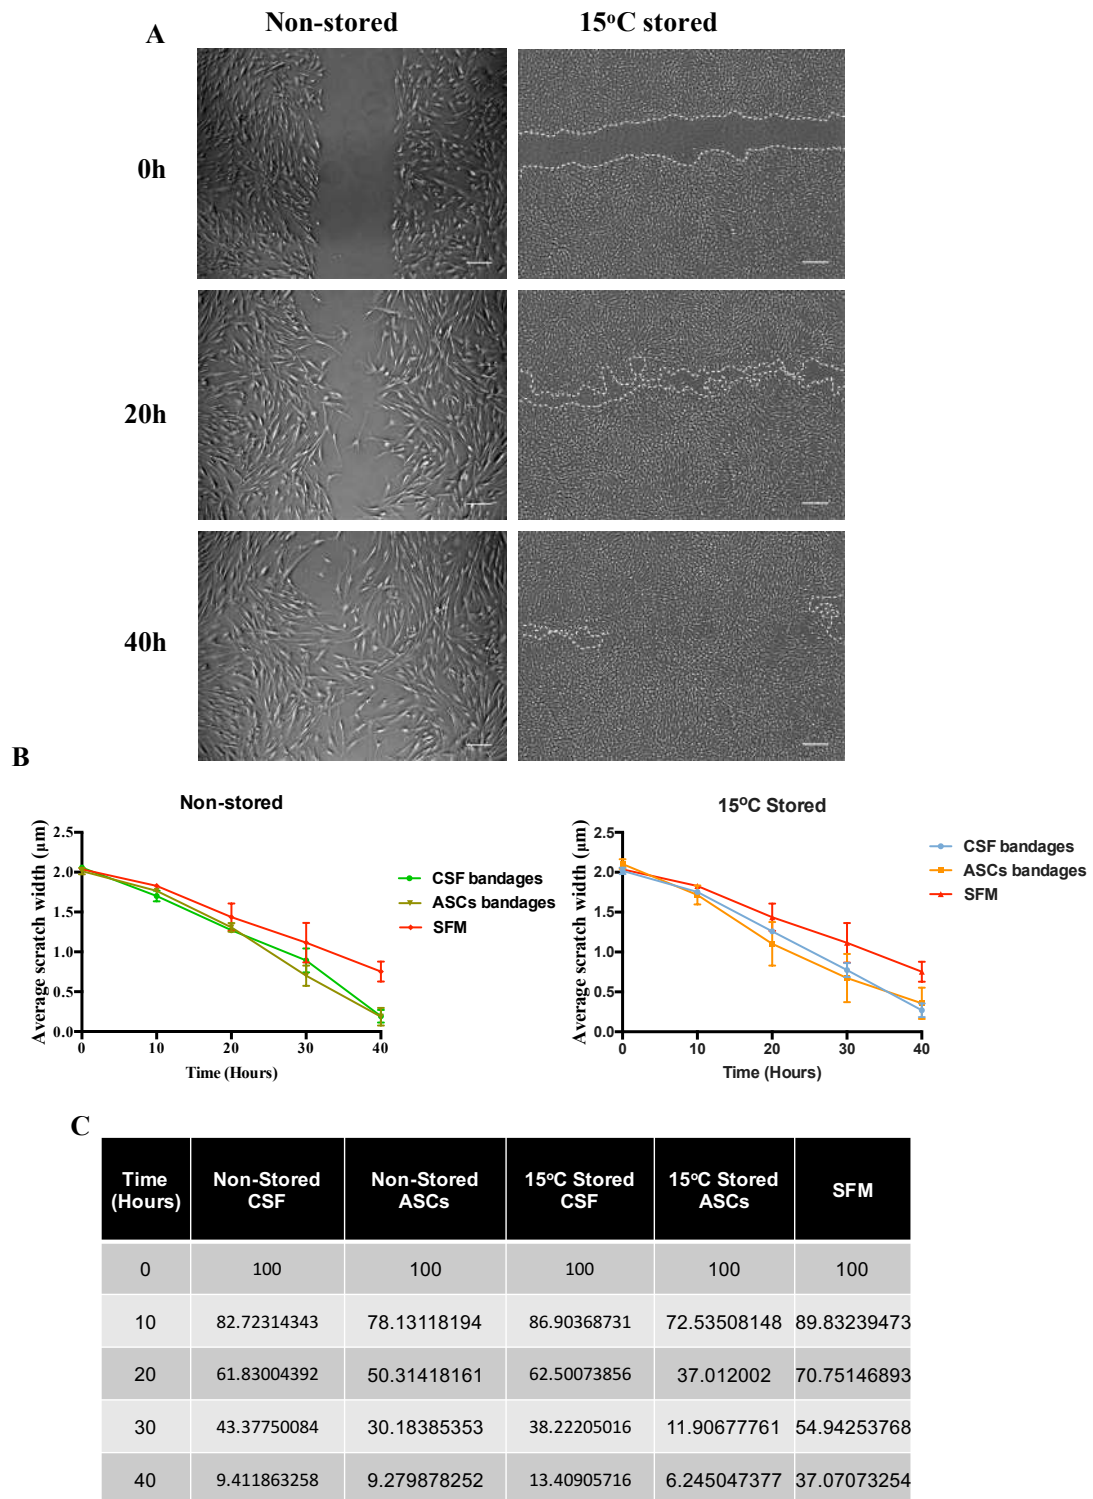 A
Non-stored
15ºC stored
0h
20h
40h
B
Non-stored
Average scratch width (µm)
2.5
2.0
1.5
1.0
0.5
0.0
0 10 20 30 40
Time (Hours)
CSF bandages
ASCs bandages
SFM
15ºC Stored
Average scratch width (µm)
2.5
2.0
1.5
1.0
0.5
0.0
0 10 20 30 40
Time (Hours)
CSF bandages
ASCs bandages
SFM
C
Time (Hours) Non-Stored CSF Non-Stored ASCs 15ºC Stored CSF 15ºC Stored ASCs SFM
0 100 100 100 100 100
10 82.72314343 78.13118194 86.90368731 72.53508148 89.83239473
20 61.83004392 50.31418161 62.50073856 37.012002 70.75146893
30 43.37750084 30.18385353 38.22205016 11.90677761 54.94253768
40 9.411863258 9.279878252 13.40905716 6.245047377 37.07073254